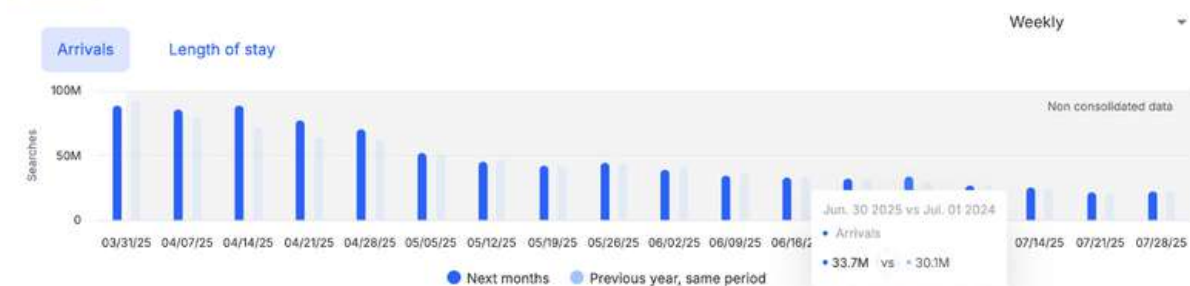 Weekly
Arrivals Length of stay
100M
Non consolidated data
Searches
50M
0
03/31/25 04/07/25 04/14/25 04/21/25 04/28/25 05/05/25 05/12/25 05/19/25 05/26/25 06/02/25 06/09/25 06/16/2 07/14/25 07/21/25 07/28/25
Jun. 30 2025 vs Jul. 01 2024
• Arrivals
• 33.7M vs • 30.1M
Next months Previous year, same period